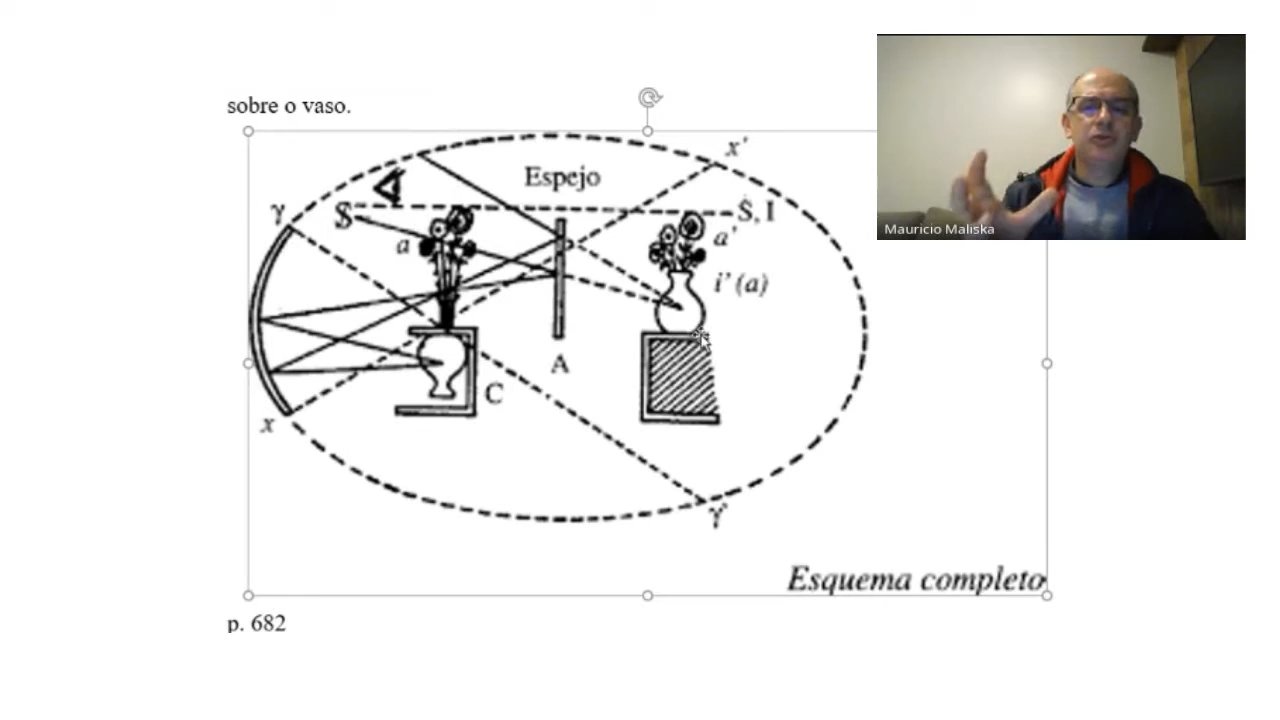 sobre o vaso.
x'
Espejo
γ
$
S, I
a
a'
i' (a)
A
C
x
γ'
Esquema completo
p. 682
Mauricio Maliska